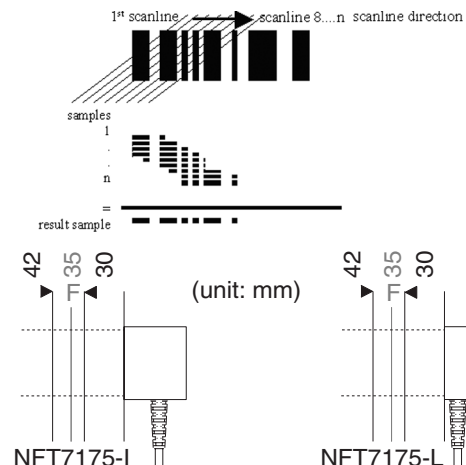 1st scanline scanline 8....n scanline direction
samples
1
.
.
n
=
result sample
42 35 30
F
(unit: mm)
42 35 30
F
NFT7175-L